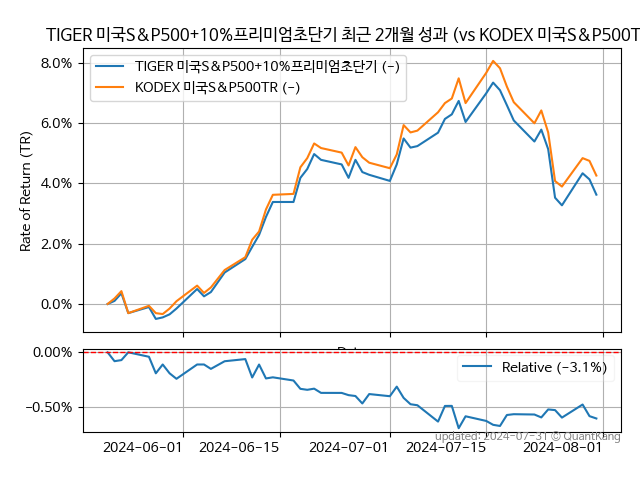 TIGER 미국S&P500+10%프리미엄초단기 최근 2개월 성과 (vs KODEX 미국S&P500T
TIGER 미국S&P500+10%프리미엄초단기 (-)
KODEX 미국S&P500TR (-)
Rate of Return (TR)
8.0%
6.0%
4.0%
2.0%
0.0%
0.00%
−0.50%
Relative (−3.1%)
updated: 2024-07-31 © QuantKang
2024-06-01 2024-06-15 2024-07-01 2024-07-15 2024-08-01